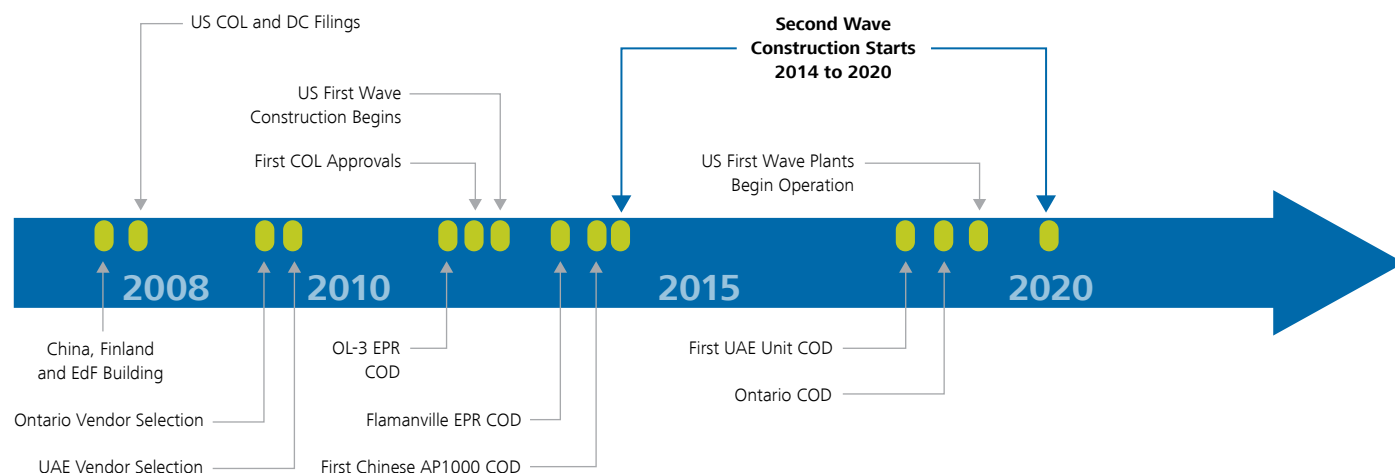 US COL and DC Filings
Second Wave
Construction Starts
2014 to 2020
US First Wave
Construction Begins
First COL Approvals
US First Wave Plants
Begin Operation
2008
2010
2015
2020
China, Finland
and EdF Building
OL-3 EPR
COD
First UAE Unit COD
Ontario COD
Ontario Vendor Selection
Flamanville EPR COD
UAE Vendor Selection
First Chinese AP1000 COD